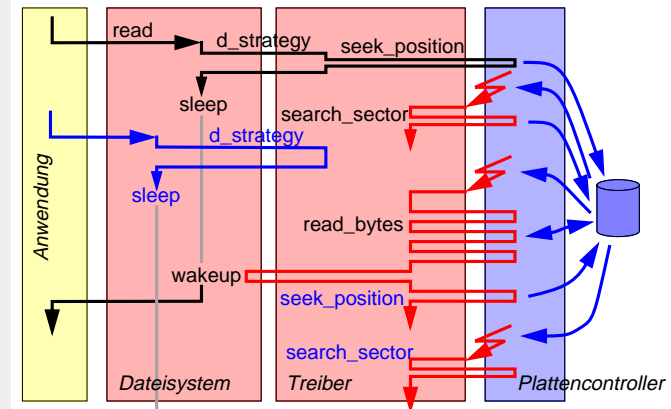 read
d_strategy
seek_position
sleep
search_sector
d_strategy
sleep
read_bytes
wakeup
seek_position
search_sector
Anwendung
Dateisystem
Treiber
Plattencontroller